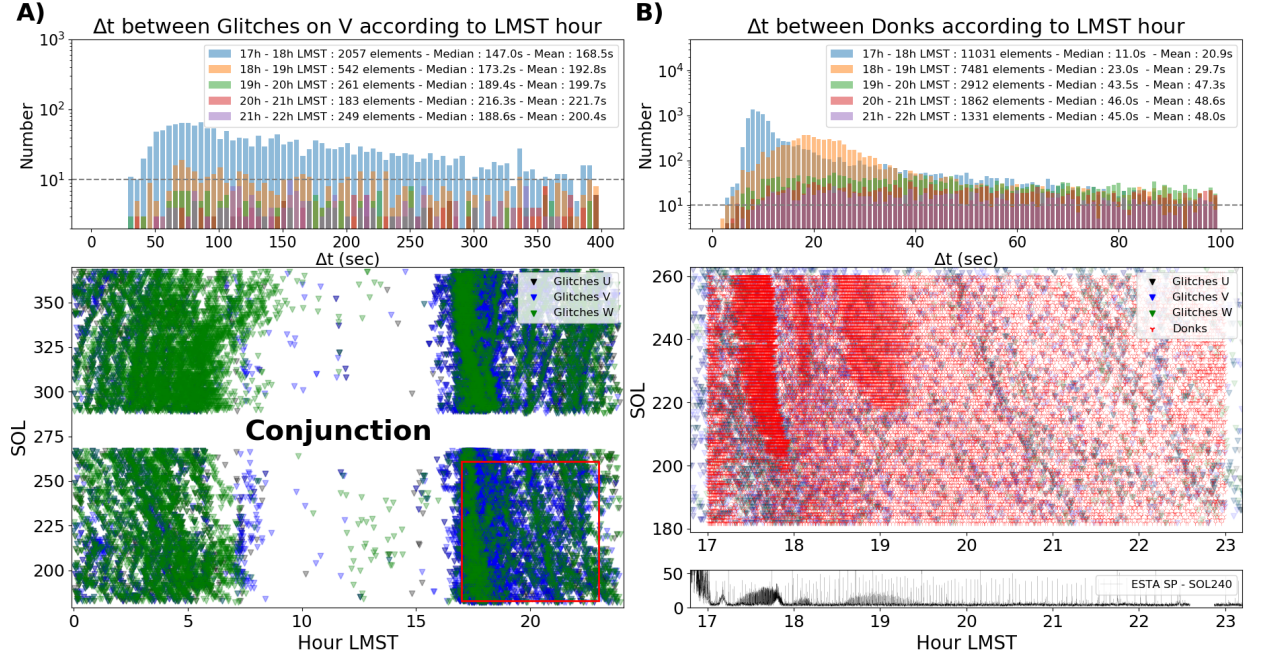 A)
Δt between Glitches on V according to LMST hour
10³
10²
10¹
Number
17h - 18h LMST : 2057 elements - Median : 147.0s - Mean : 168.5s
18h - 19h LMST : 542 elements - Median : 173.2s - Mean : 192.8s
19h - 20h LMST : 261 elements - Median : 189.4s - Mean : 199.7s
20h - 21h LMST : 183 elements - Median : 216.3s - Mean : 221.7s
21h - 22h LMST : 249 elements - Median : 188.6s - Mean : 200.4s
0 50 100 150 200 250 300 350 400
Δt (sec)
350
325
300
275
250
225
200
SOL
Glitches U
Glitches V
Glitches W
Conjunction
0 5 10 15 20
Hour LMST
B)
Δt between Donks according to LMST hour
10⁴
10³
10²
10¹
Number
17h - 18h LMST : 11031 elements - Median : 11.0s - Mean : 20.9s
18h - 19h LMST : 7481 elements - Median : 23.0s - Mean : 29.7s
19h - 20h LMST : 2912 elements - Median : 43.5s - Mean : 47.3s
20h - 21h LMST : 1862 elements - Median : 46.0s - Mean : 48.6s
21h - 22h LMST : 1331 elements - Median : 45.0s - Mean : 48.0s
0 20 40 60 80 100
Δt (sec)
260
240
220
200
180
SOL
Glitches U
Glitches V
Glitches W
Donks
17 18 19 20 21 22 23
50
0
ESTA SP - SOL240
17 18 19 20 21 22 23
Hour LMST